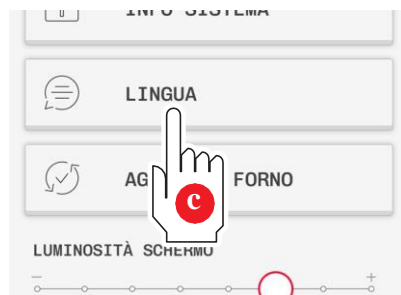 INFO SISTEMA
LINGUA
AG FORNO
C
LUMINOSITÀ SCHERMO
- +